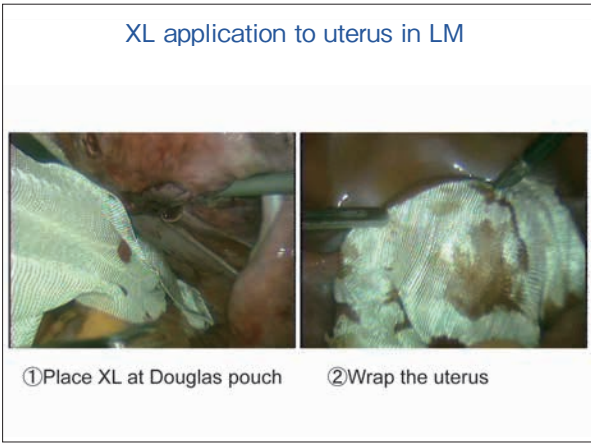 XL application to uterus in LM
①Place XL at Douglas pouch
②Wrap the uterus